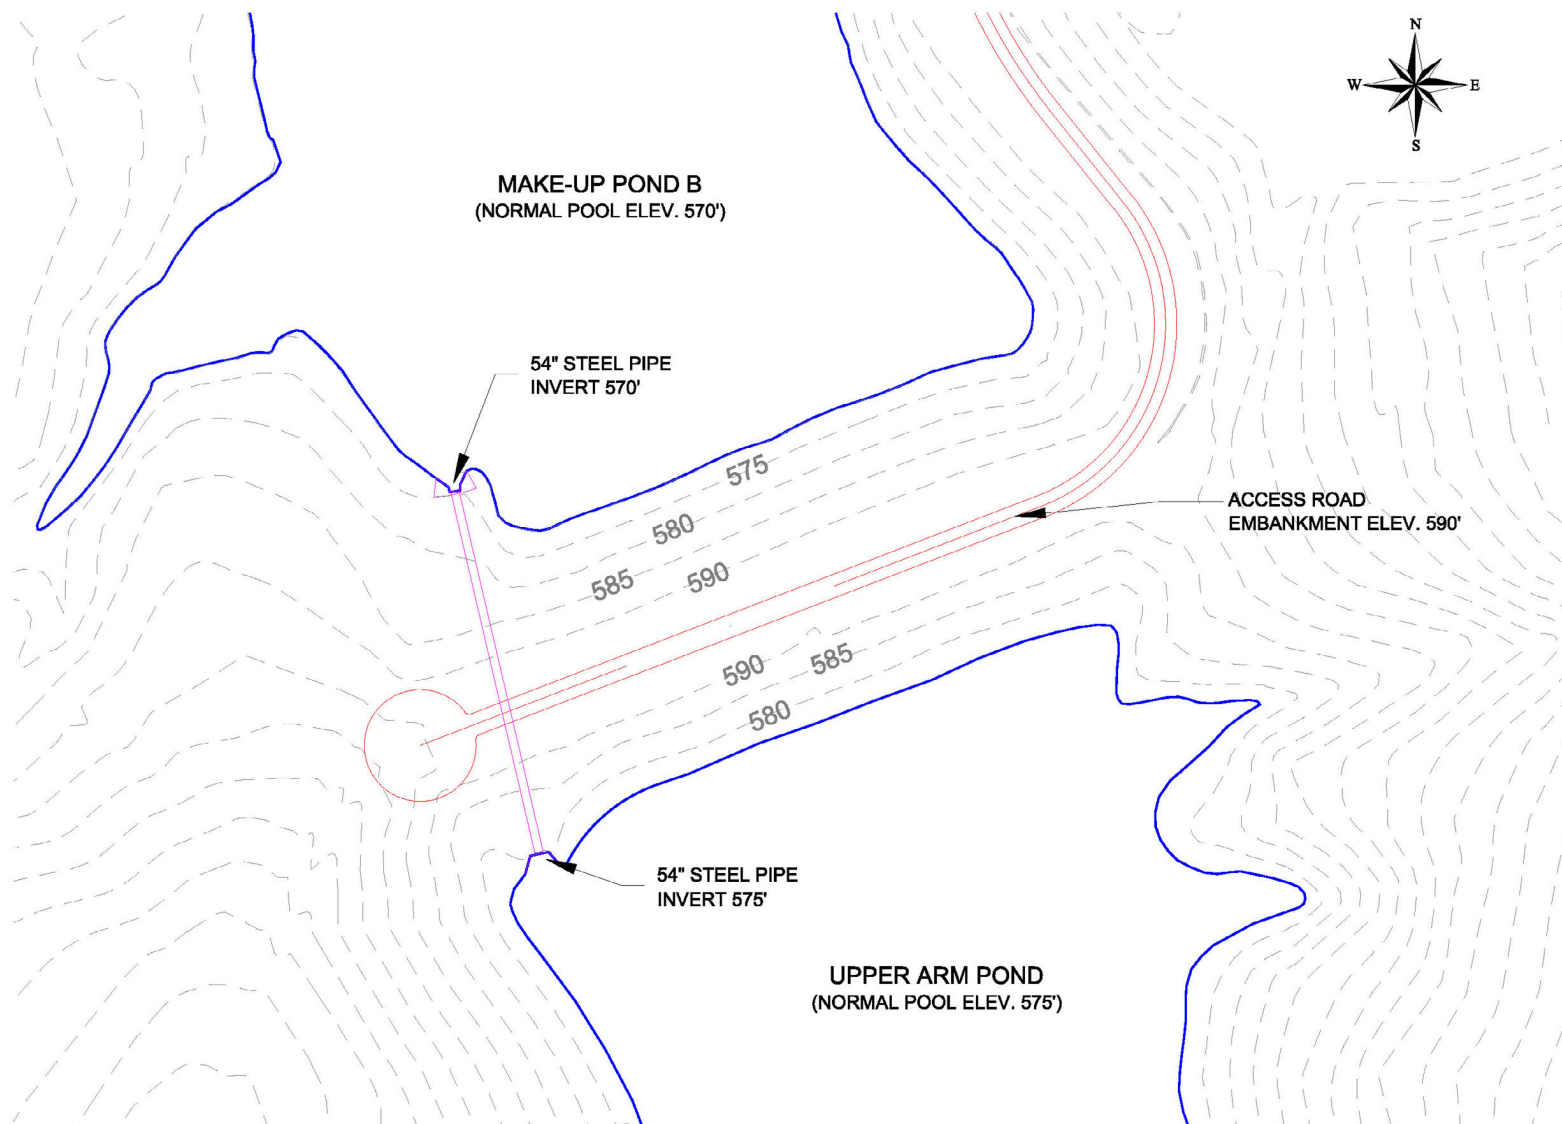 N
W E
S
MAKE-UP POND B
(NORMAL POOL ELEV. 570')
54" STEEL PIPE
INVERT 570'
575
580
585
590
ACCESS ROAD
EMBANKMENT ELEV. 590'
590
585
580
54" STEEL PIPE
INVERT 575'
UPPER ARM POND
(NORMAL POOL ELEV. 575')